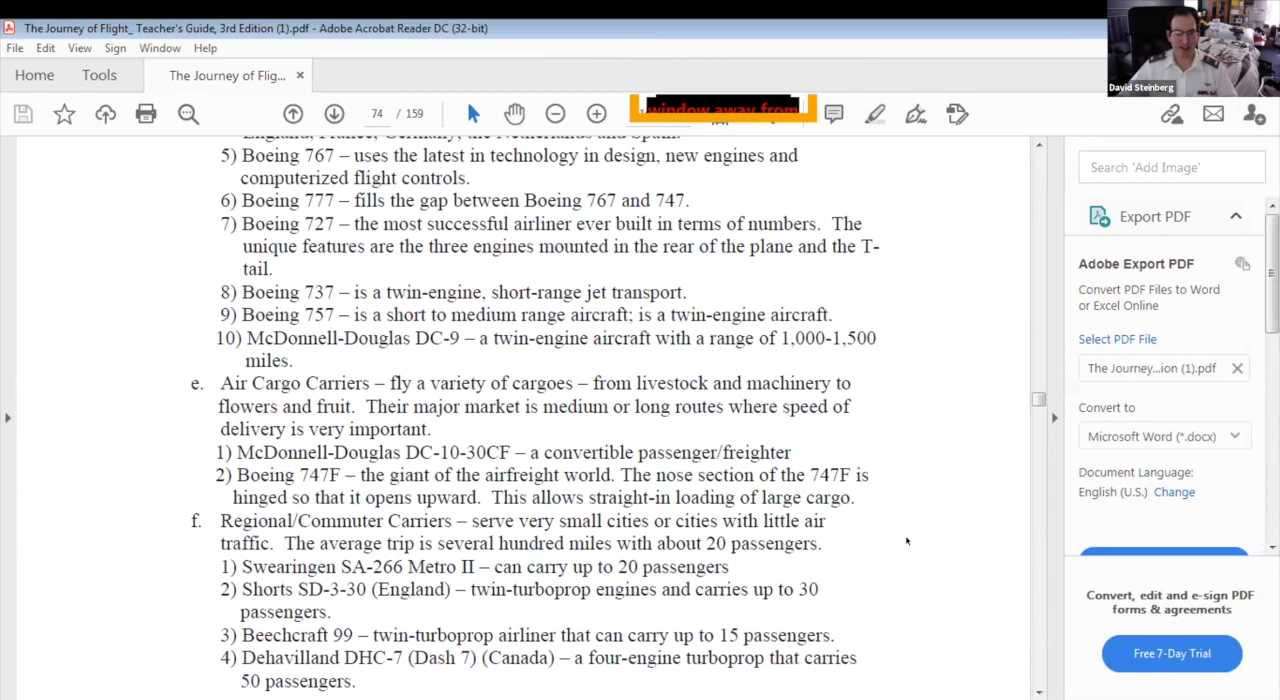 The Journey of Flight_ Teacher's Guide, 3rd Edition (1).pdf - Adobe Acrobat Reader DC (32-bit)
File Edit View Sign Window Help
Home Tools The Journey of Flig... ×
74 / 159
window away from
David Steinberg
England, France, Germany, the Netherlands and Spain.
5) Boeing 767 – uses the latest in technology in design, new engines and
computerized flight controls.
6) Boeing 777 – fills the gap between Boeing 767 and 747.
7) Boeing 727 – the most successful airliner ever built in terms of numbers. The
unique features are the three engines mounted in the rear of the plane and the T-
tail.
8) Boeing 737 – is a twin-engine, short-range jet transport.
9) Boeing 757 – is a short to medium range aircraft; is a twin-engine aircraft.
10) McDonnell-Douglas DC-9 – a twin-engine aircraft with a range of 1,000-1,500
miles.
e. Air Cargo Carriers – fly a variety of cargoes – from livestock and machinery to
flowers and fruit. Their major market is medium or long routes where speed of
delivery is very important.
1) McDonnell-Douglas DC-10-30CF – a convertible passenger/freighter
2) Boeing 747F – the giant of the airfreight world. The nose section of the 747F is
hinged so that it opens upward. This allows straight-in loading of large cargo.
f. Regional/Commuter Carriers – serve very small cities or cities with little air
traffic. The average trip is several hundred miles with about 20 passengers.
1) Swearingen SA-266 Metro II – can carry up to 20 passengers
2) Shorts SD-3-30 (England) – twin-turboprop engines and carries up to 30
passengers.
3) Beechcraft 99 – twin-turboprop airliner that can carry up to 15 passengers.
4) Dehavilland DHC-7 (Dash 7) (Canada) – a four-engine turboprop that carries
50 passengers.
Search 'Add Image'
Export PDF
Adobe Export PDF
Convert PDF Files to Word
or Excel Online
Select PDF File
The Journey...ion (1).pdf
Convert to
Microsoft Word (*.docx)
Document Language:
English (U.S.) Change
Convert, edit and e-sign PDF
forms & agreements
Free 7-Day Trial